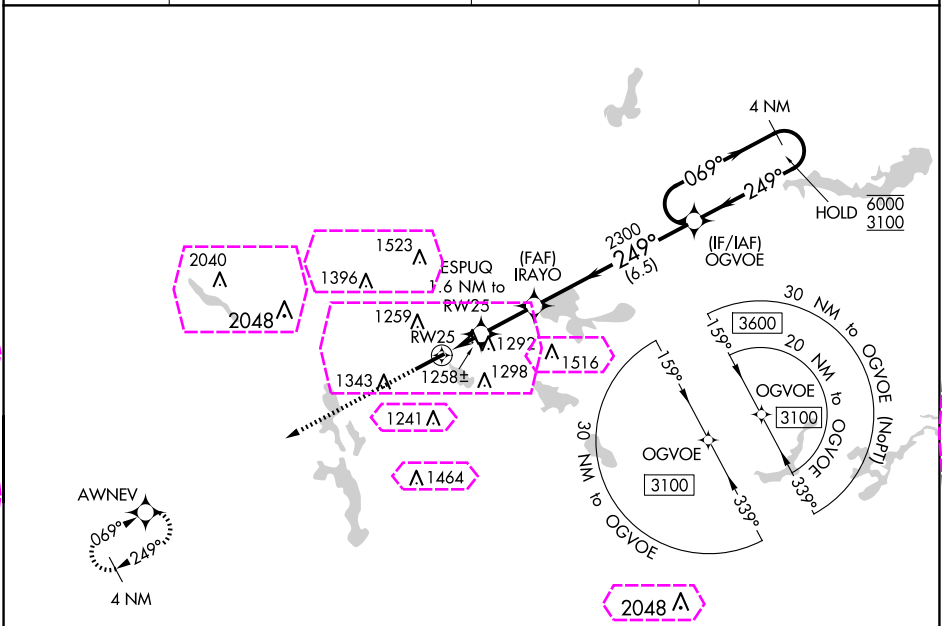 4 NM
069°
249°
HOLD
6000
3100
2300
249°
(6.5)
(IF/IAF)
OGVOE
(FAF)
IRAYO
ESPUQ
1.6 NM to
RW25
2040
2048
1523
1396
1259
RW25
1292
1258±
1298
1343
1516
1241
1464
30 NM to OGVOE (NoPT)
159°
3600
20 NM to OGVOE
OGVOE
3100
339°
159°
OGVOE
3100
339°
30 NM to OGVOE
AWNEV
069°
249°
4 NM
2048